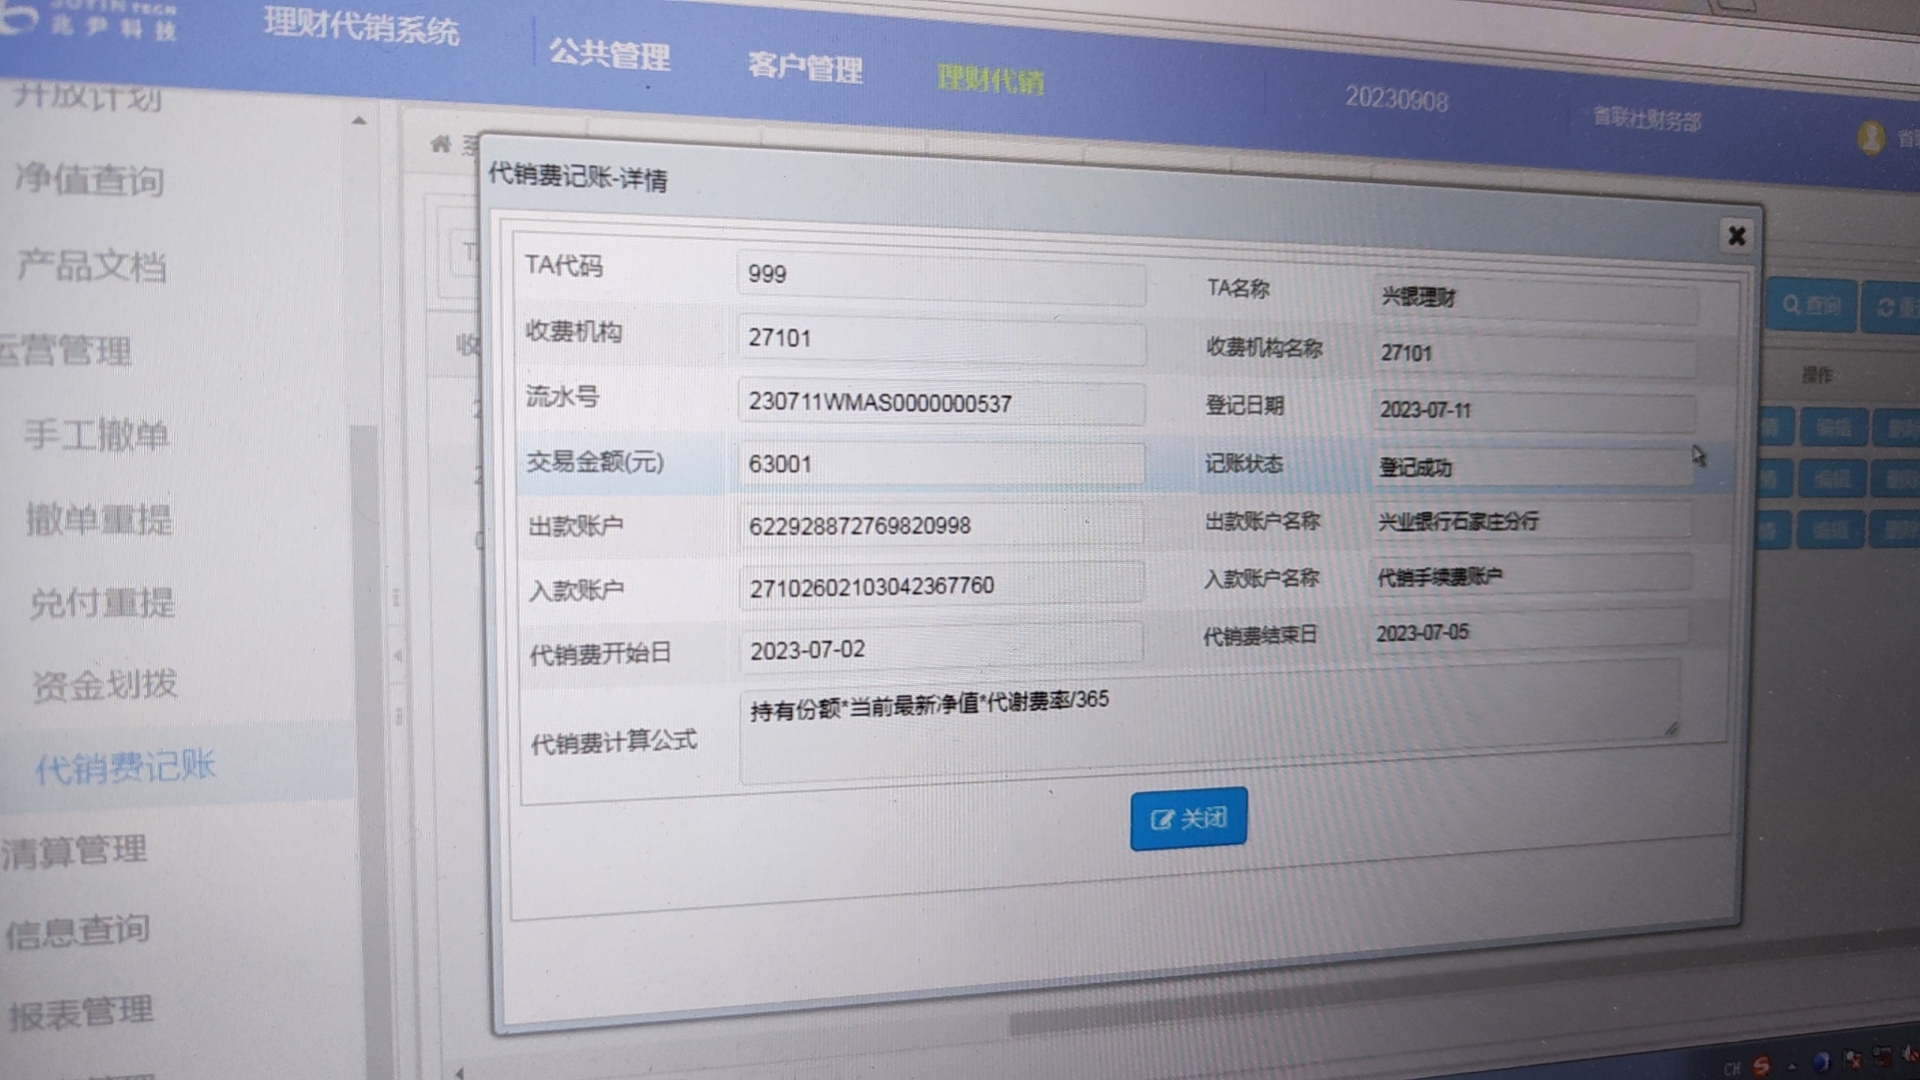 JOYIN TECH
兆尹科技
理财代销系统
公共管理
客户管理
理财代销
20230908
省联社财务部
开放计划
净值查询
产品文档
运营管理
手工撤单
撤单重提
兑付重提
资金划拨
代销费记账
清算管理
信息查询
报表管理
代销费记账-详情
TA代码 999 TA名称 兴银理财
收费机构 27101 收费机构名称 27101
流水号 230711WMAS0000000537 登记日期 2023-07-11
交易金额(元) 63001 记账状态 登记成功
出款账户 622928872769820998 出款账户名称 兴业银行石家庄分行
入款账户 27102602103042367760 入款账户名称 代销手续费账户
代销费开始日 2023-07-02 代销费结束日 2023-07-05
代销费计算公式 持有份额*当前最新净值*代谢费率/365
关闭
查询
操作
编辑
编辑
编辑
CH